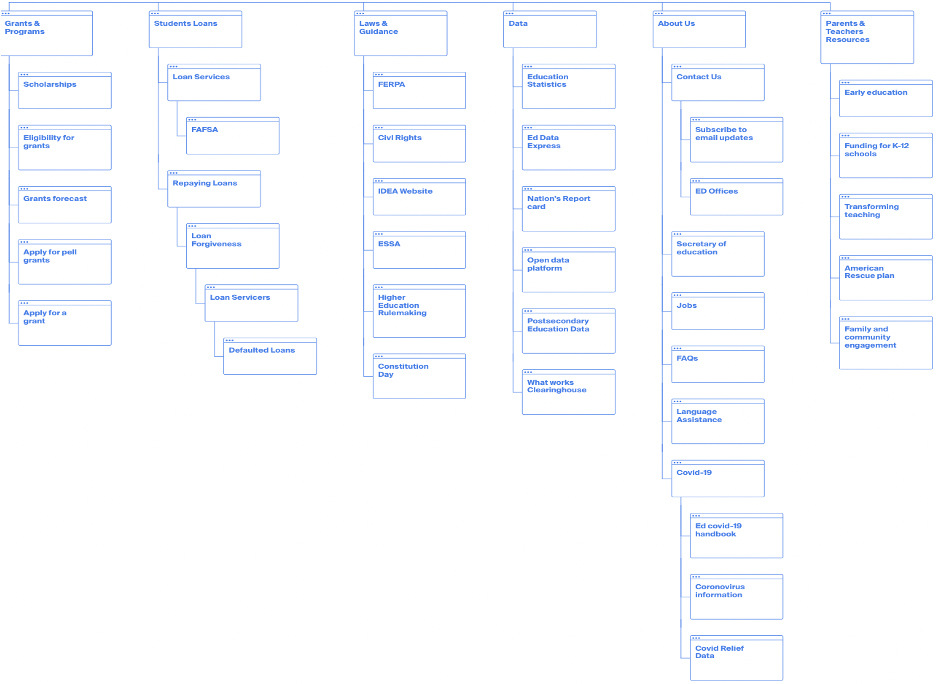 Grants &
Programs
Scholarships
Eligibility for
grants
Grants forecast
Apply for pell
grants
Apply for a
grant
Students Loans
Loan Services
FAFSA
Repaying Loans
Loan
Forgiveness
Loan Servicers
Defaulted Loans
Laws &
Guidance
FERPA
Civil Rights
IDEA Website
ESSA
Higher
Education
Rulemaking
Constitution
Day
Data
Education
Statistics
Ed Data
Express
Nation's Report
card
Open data
platform
Postsecondary
Education Data
What works
Clearinghouse
About Us
Contact Us
Subscribe to
email updates
ED Offices
Secretary of
education
Jobs
FAQs
Language
Assistance
Covid-19
Ed covid-19
handbook
Coronovirus
information
Covid Relief
Data
Parents &
Teachers
Resources
Early education
Funding for K-12
schools
Transforming
teaching
American
Rescue plan
Family and
community
engagement